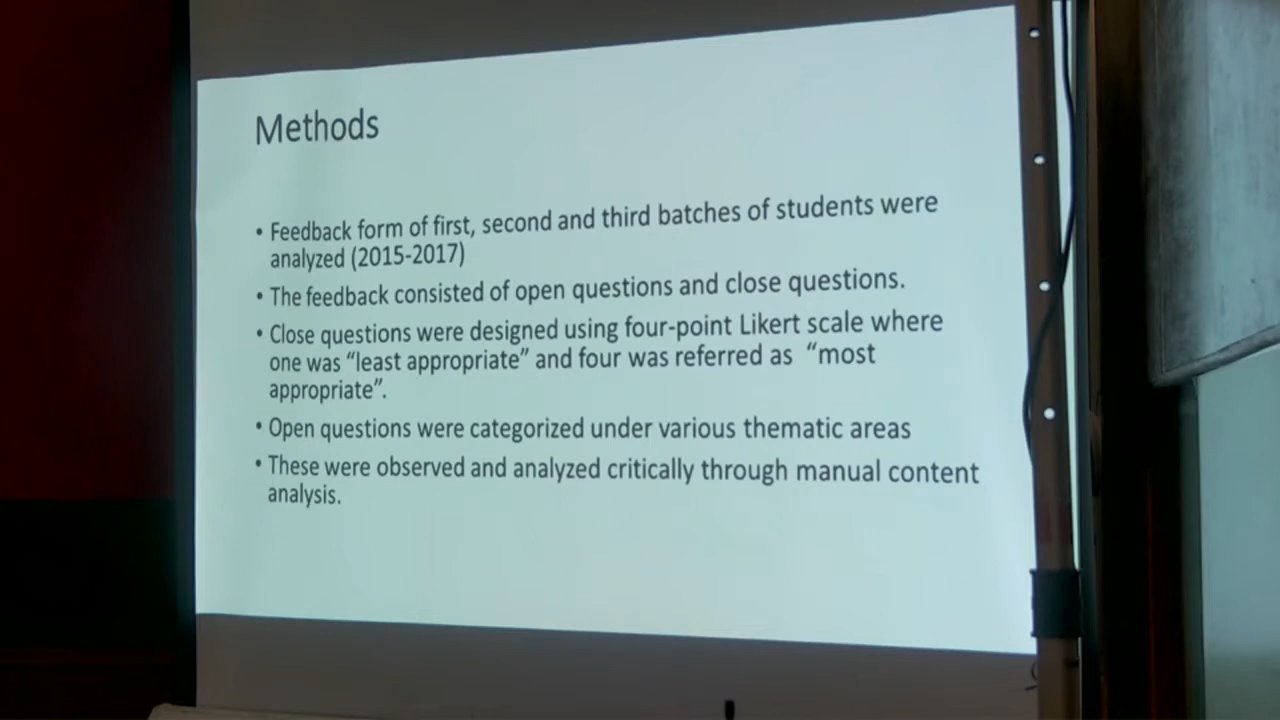 Methods
• Feedback form of first, second and third batches of students were
analyzed (2015-2017)
• The feedback consisted of open questions and close questions.
• Close questions were designed using four-point Likert scale where
one was “least appropriate” and four was referred as “most
appropriate”.
• Open questions were categorized under various thematic areas
• These were observed and analyzed critically through manual content
analysis.